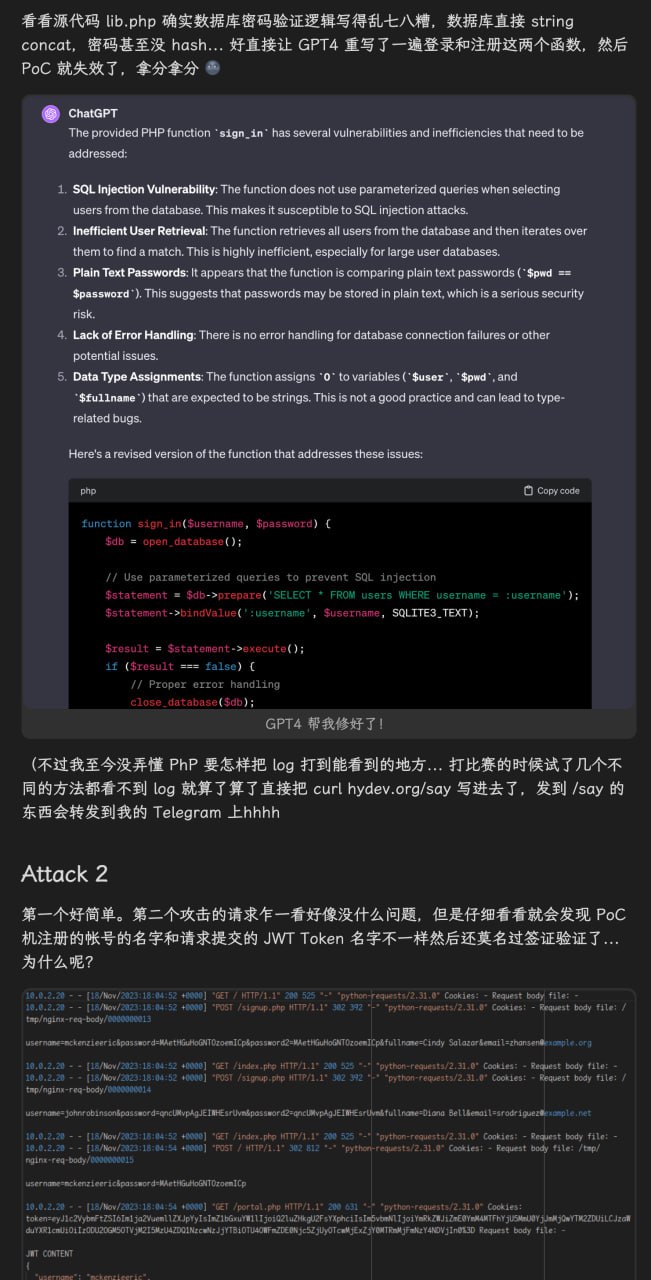 看看源代码 lib.php 确实数据库密码验证逻辑写得乱七八糟，数据库直接 string
concat，密码甚至没 hash... 好直接让 GPT4 重写了一遍登录和注册这两个函数，然后
PoC 就失效了，拿分拿分 🌚
ChatGPT
The provided PHP function `sign_in` has several vulnerabilities and inefficiencies that need to be
addressed:
1. SQL Injection Vulnerability: The function does not use parameterized queries when selecting
users from the database. This makes it susceptible to SQL injection attacks.
2. Inefficient User Retrieval: The function retrieves all users from the database and then iterates over
them to find a match. This is highly inefficient, especially for large user databases.
3. Plain Text Passwords: It appears that the function is comparing plain text passwords (`$pwd ==
$password`). This suggests that passwords may be stored in plain text, which is a serious security
risk.
4. Lack of Error Handling: There is no error handling for database connection failures or other
potential issues.
5. Data Type Assignments: The function assigns `0` to variables (`$user`, `$pwd`, and
`$fullname`) that are expected to be strings. This is not a good practice and can lead to type-
related bugs.
Here's a revised version of the function that addresses these issues:
php Copy code
function sign_in($username, $password) {
$db = open_database();
// Use parameterized queries to prevent SQL injection
$statement = $db->prepare('SELECT * FROM users WHERE username = :username');
$statement->bindValue(':username', $username, SQLITE3_TEXT);
$result = $statement->execute();
if ($result === false) {
// Proper error handling
close_database($db);
GPT4 帮我修好了！
（不过我至今没弄懂 PhP 要怎样把 log 打到能看到的地方... 打比赛的时候试了几个不
同的方法都看不到 log 就算了算了直接把 curl hydev.org/say 写进去了，发到 /say 的
东西会转发到我的 Telegram 上hhhh
Attack 2
第一个好简单。第二个攻击的请求乍一看好像没什么问题，但是仔细看看就会发现 PoC
机注册的帐号的名字和请求提交的 JWT Token 名字不一样然后还莫名过签证验证了...
为什么呢？
10.0.2.20 - - [18/Nov/2023:18:04:52 +0000] "GET / HTTP/1.1" 200 525 "-" "python-requests/2.31.0" Cookies: - Request body file: -
10.0.2.20 - - [18/Nov/2023:18:04:52 +0000] "POST /signup.php HTTP/1.1" 302 392 "-" "python-requests/2.31.0" Cookies: - Request body file: /
tmp/nginx-req-body/0000000013
username=mckenzieeric&password=MAetHGuHoGNTOzoemICp&password2=MAetHGuHoGNTOzoemICp&fullname=Cindy Salazar&email=zhansen@example.org
10.0.2.20 - - [18/Nov/2023:18:04:52 +0000] "GET /index.php HTTP/1.1" 200 525 "-" "python-requests/2.31.0" Cookies: - Request body file: -
10.0.2.20 - - [18/Nov/2023:18:04:52 +0000] "POST /signup.php HTTP/1.1" 302 392 "-" "python-requests/2.31.0" Cookies: - Request body file: /
tmp/nginx-req-body/0000000014
username=johnrobinson&password=qncUMvpAgJEIWHEsrUvm&password2=qncUMvpAgJEIWHEsrUvm&fullname=Diana Bell&email=srodriguez@example.net
10.0.2.20 - - [18/Nov/2023:18:04:52 +0000] "GET /index.php HTTP/1.1" 200 525 "-" "python-requests/2.31.0" Cookies: - Request body file: -
10.0.2.20 - - [18/Nov/2023:18:04:54 +0000] "POST / HTTP/1.1" 302 812 "-" "python-requests/2.31.0" Cookies: - Request body file: /tmp/
nginx-req-body/0000000015
username=mckenzieeric&password=MAetHGuHoGNTOzoemICp
10.0.2.20 - - [18/Nov/2023:18:04:54 +0000] "GET /portal.php HTTP/1.1" 200 631 "-" "python-requests/2.31.0" Cookies:
Request body file: -
JWT CONTENT
{
"username": "mckenzieeric",